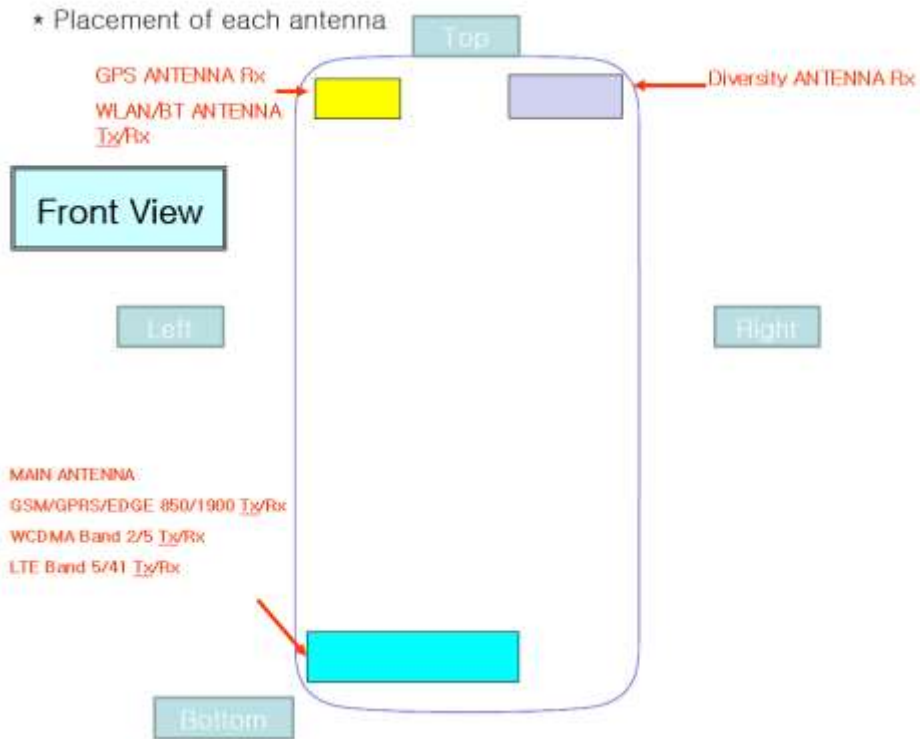 * Placement of each antenna
Top
GPS ANTENNA Rx
WLAN/BT ANTENNA
Tx/Rx
Diversity ANTENNA Rx
Front View
Left
Right
MAIN ANTENNA
GSM/GPRS/EDGE 850/1900 Tx/Rx
WCDMA Band 2/5 Tx/Rx
LTE Band 5/41 Tx/Rx
Bottom